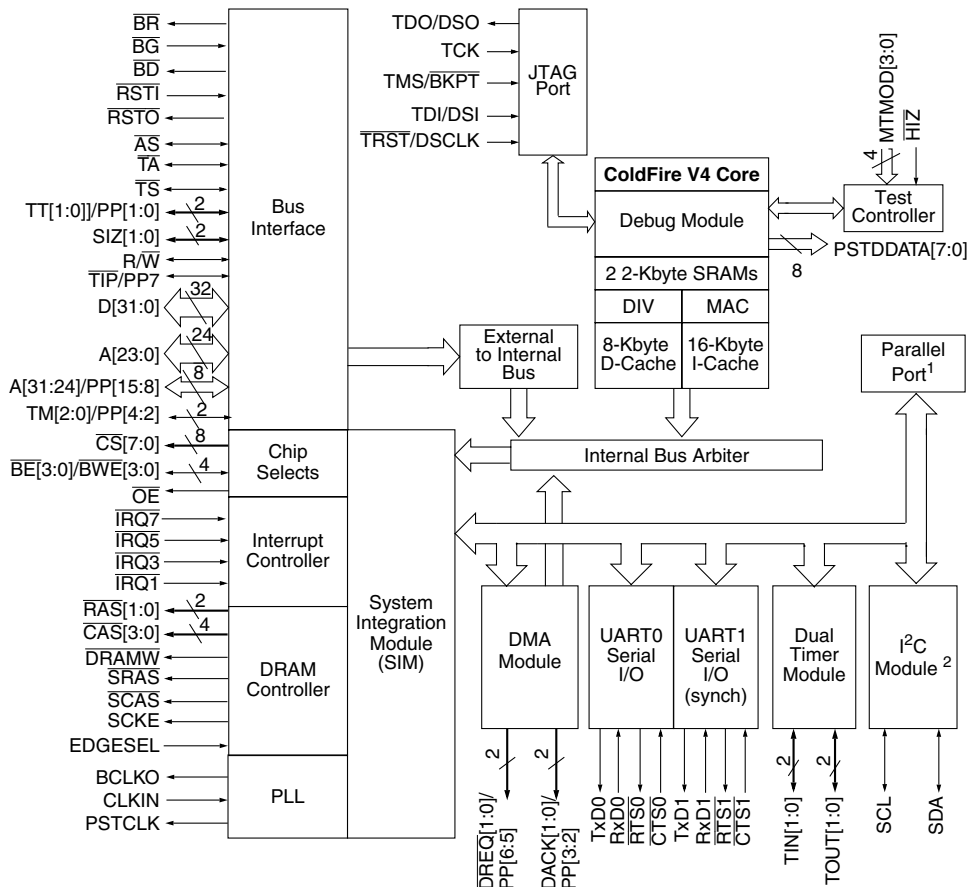 BR
BG
BD
RSTI
RSTO
AS
TA
TS
TT[1:0]]/PP[1:0]
2
SIZ[1:0]
2
R/W
TIP/PP7
D[31:0]
32
A[23:0]
24
A[31:24]/PP[15:8]
8
TM[2:0]/PP[4:2]
2
CS[7:0]
8
BE[3:0]/BWE[3:0]
4
OE
IRQ7
IRQ5
IRQ3
IRQ1
RAS[1:0]
2
CAS[3:0]
4
DRAMW
SRAS
SCAS
SCKE
EDGESEL
BCLKO
CLKIN
PSTCLK
Bus
Interface
Chip
Selects
Interrupt
Controller
DRAM
Controller
PLL
System
Integration
Module
(SIM)
TDO/DSO
TCK
TMS/BKPT
TDI/DSI
TRST/DSCLK
JTAG
Port
ColdFire V4 Core
Debug Module
2 2-Kbyte SRAMs
DIV
MAC
8-Kbyte
D-Cache
16-Kbyte
I-Cache
MTMOD[3:0]
4
HIZ
Test
Controller
PSTDDATA[7:0]
8
External
to Internal
Bus
Internal Bus Arbiter
Parallel
Port1
DMA
Module
UART0
Serial
I/O
UART1
Serial
I/O
(synch)
Dual
Timer
Module
I2C
Module 2
2
2
2
2
DREQ[1:0]/
PP[6:5]
DACK[1:0]/
PP[3:2]
TxD0
RxD0
RTS0
CTS0
TxD1
RxD1
RTS1
CTS1
TIN[1:0]
TOUT[1:0]
SCL
SDA